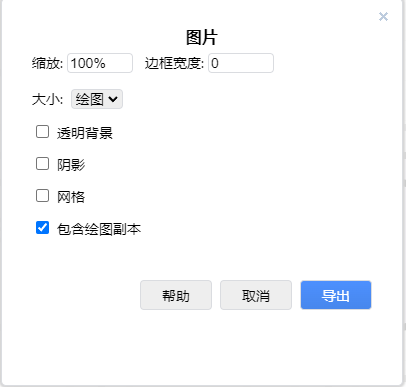 图片
缩放: 100% 边框宽度: 0
大小: 绘图
透明背景
阴影
网格
包含绘图副本
帮助 取消 导出